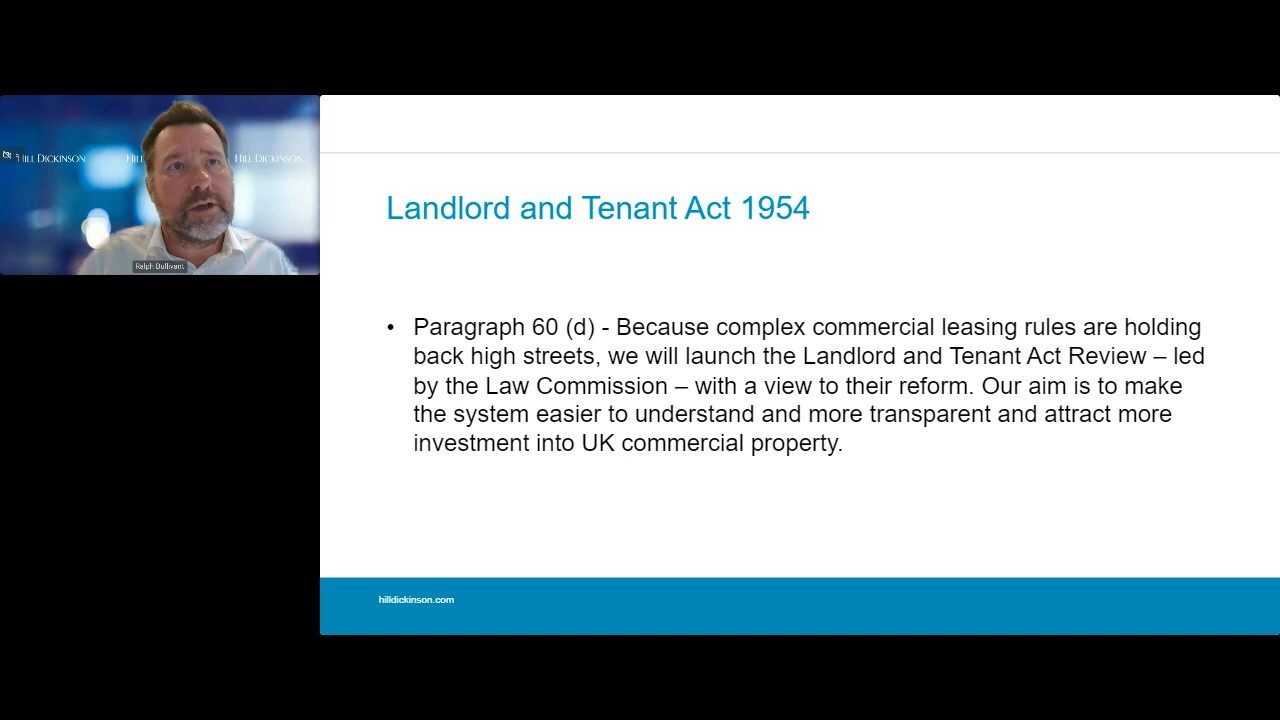 HILL DICKINSON
HILL
HILL DICKINSON
Ralph Bullivant
Landlord and Tenant Act 1954
• Paragraph 60 (d) - Because complex commercial leasing rules are holding
back high streets, we will launch the Landlord and Tenant Act Review – led
by the Law Commission – with a view to their reform. Our aim is to make
the system easier to understand and more transparent and attract more
investment into UK commercial property.
hilldickinson.com